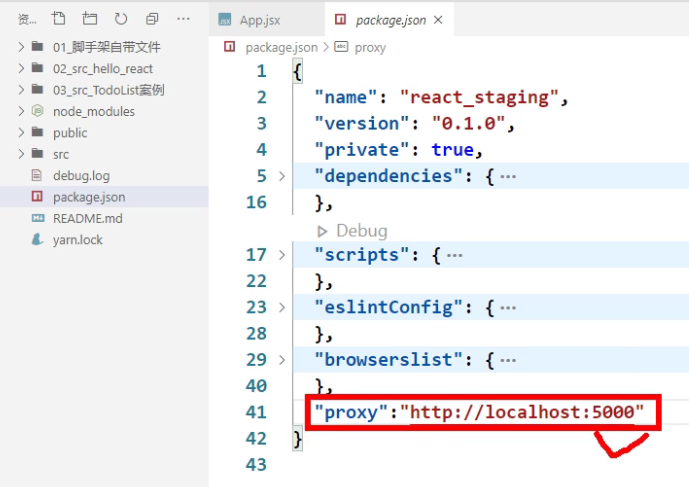 资...
App.jsx
package.json
01_脚手架自带文件
02_src_hello_react
03_src_TodoList案例
node_modules
public
src
debug.log
package.json
README.md
yarn.lock
package.json > proxy
1 {
2 "name": "react_staging",
3 "version": "0.1.0",
4 "private": true,
5 "dependencies": { ...
16 },
Debug
17 "scripts": { ...
22 },
23 "eslintConfig": { ...
28 },
29 "browserslist": { ...
40 },
41 "proxy":"http://localhost:5000"
42 }
43